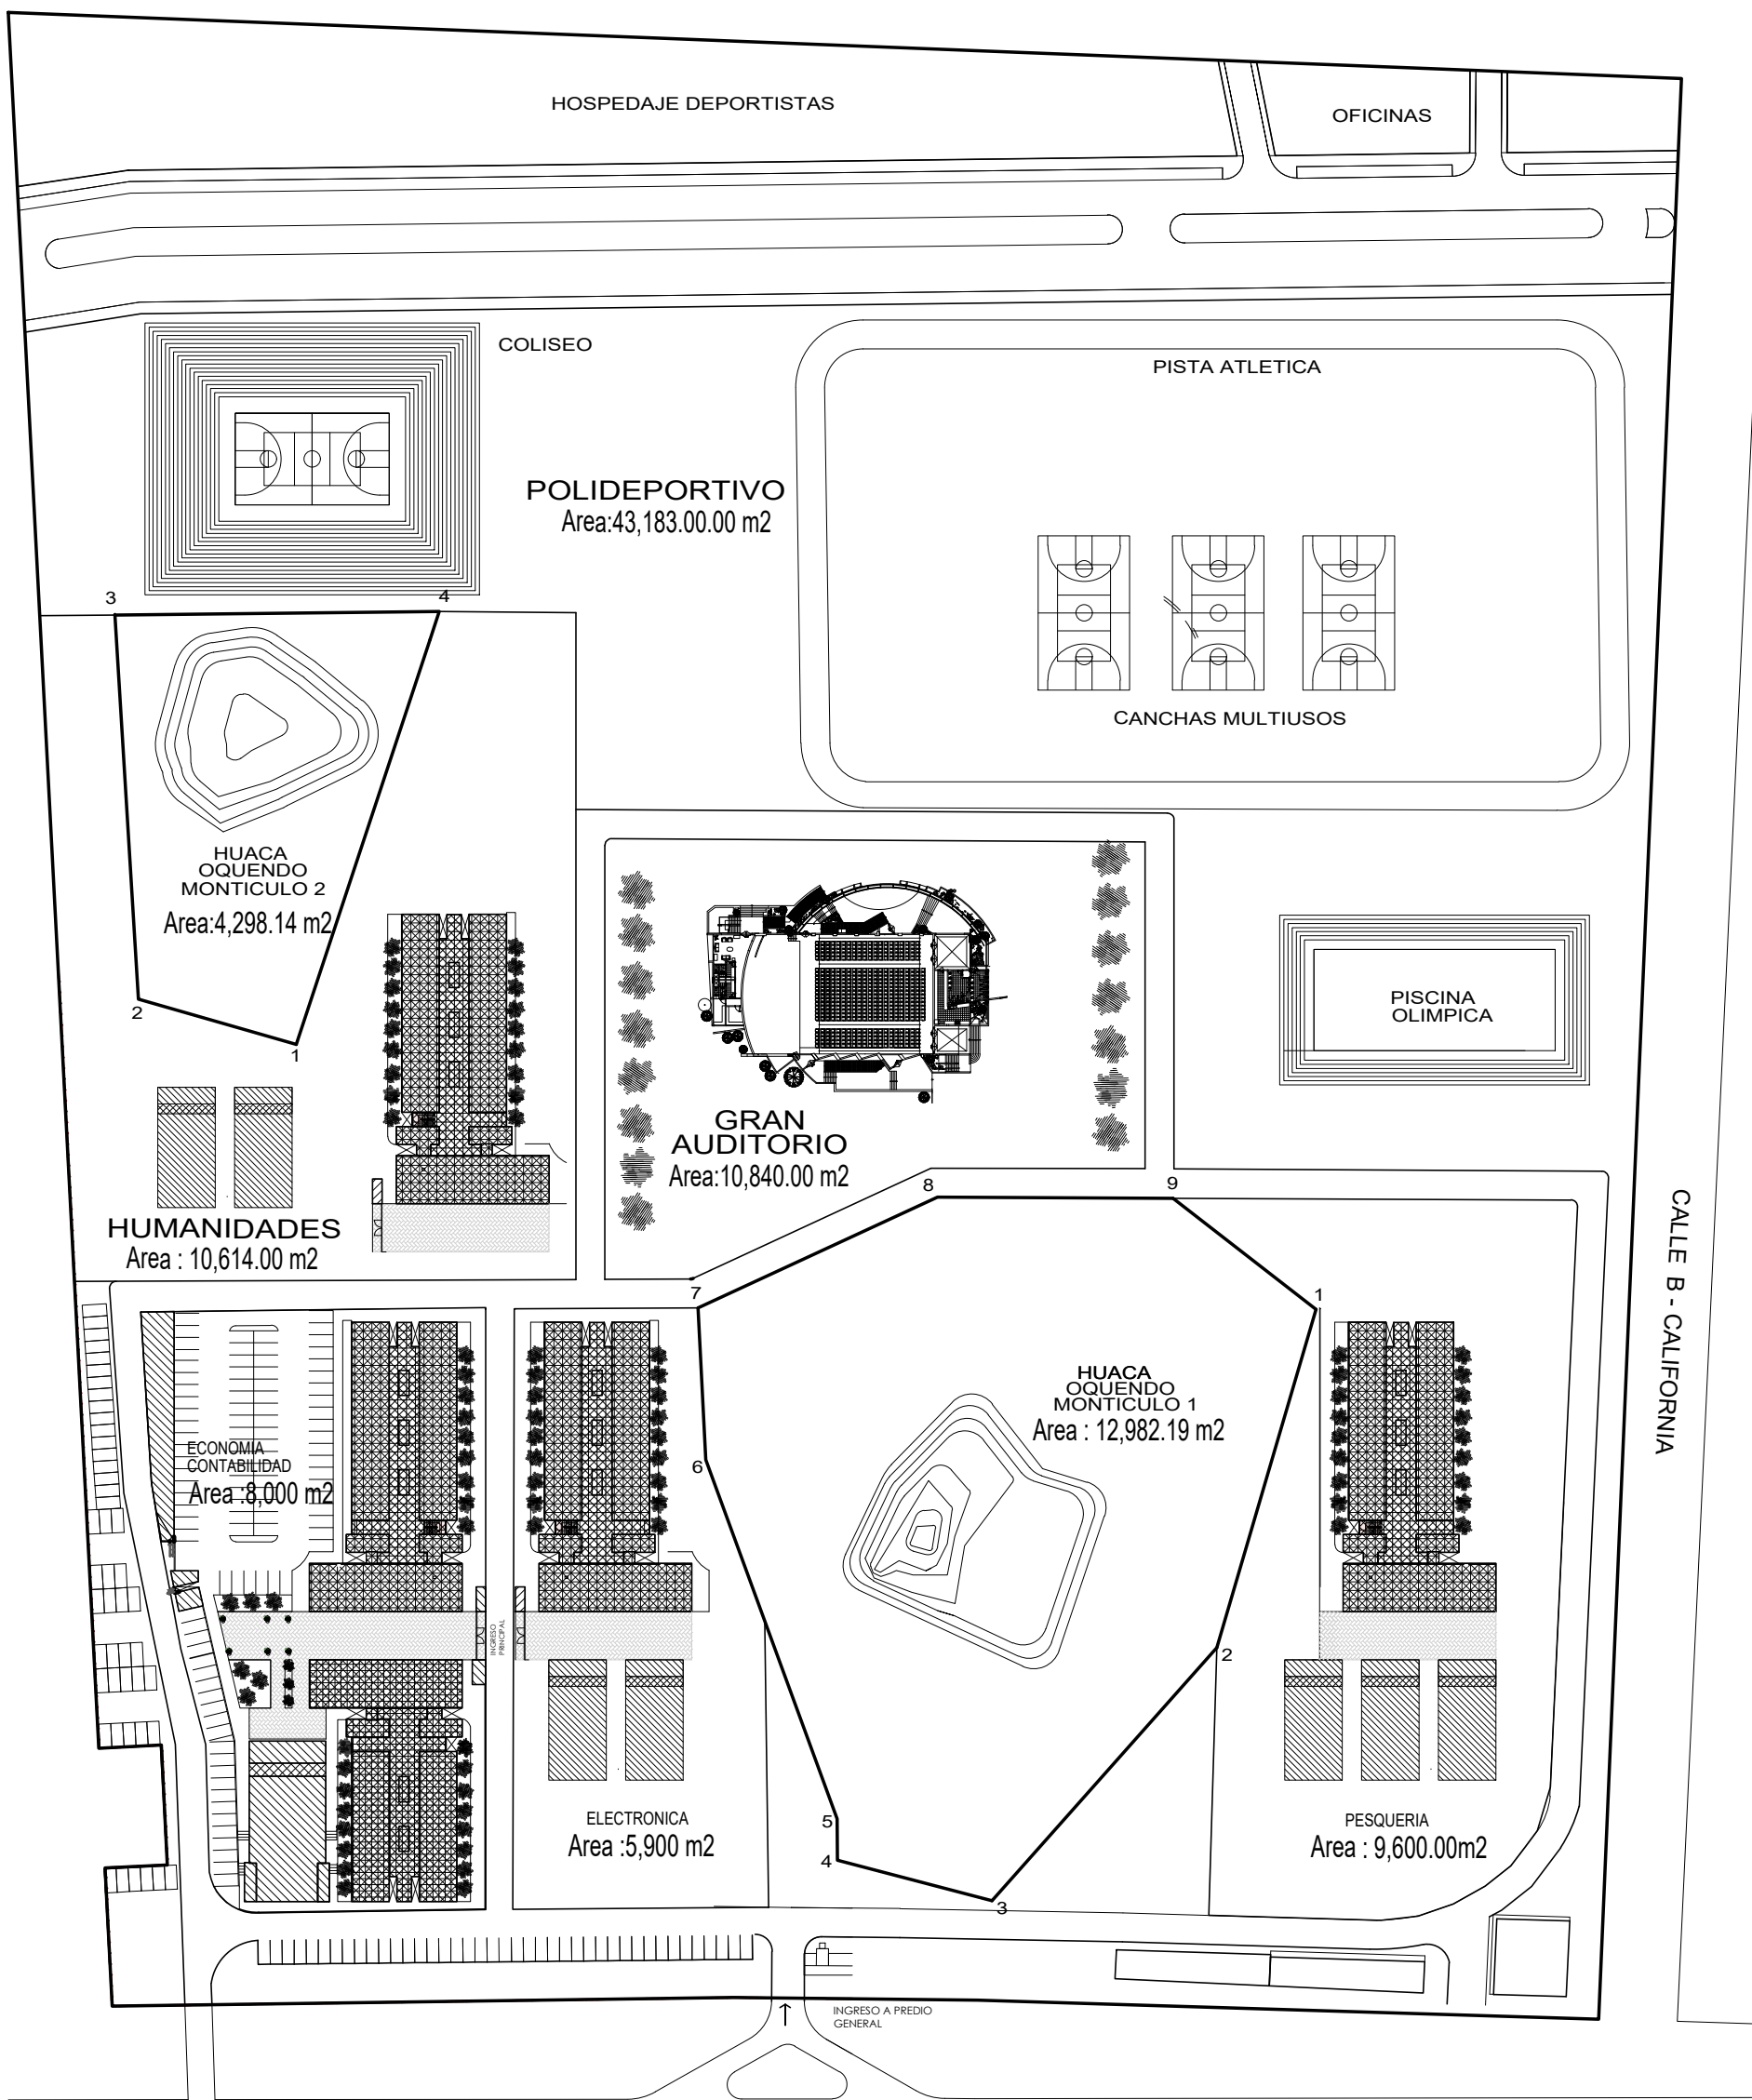 HOSPEDAJE DEPORTISTAS
OFICINAS
COLISEO
PISTA ATLETICA
POLIDEPORTIVO
Area:43,183.00.00 m2
3
4
CANCHAS MULTIUSOS
HUACA
OQUENDO
MONTICULO 2
Area:4,298.14 m2
2
1
PISCINA
OLIMPICA
GRAN
AUDITORIO
Area:10,840.00 m2
HUMANIDADES
Area : 10,614.00 m2
8
9
7
1
CALLE B - CALIFORNIA
HUACA
OQUENDO
MONTICULO 1
Area : 12,982.19 m2
ECONOMIA
CONTABILIDAD
Area :8,000 m2
6
INGRESO
PRINCIPAL
2
5
4
3
ELECTRONICA
Area :5,900 m2
PESQUERIA
Area : 9,600.00m2
INGRESO A PREDIO
GENERAL